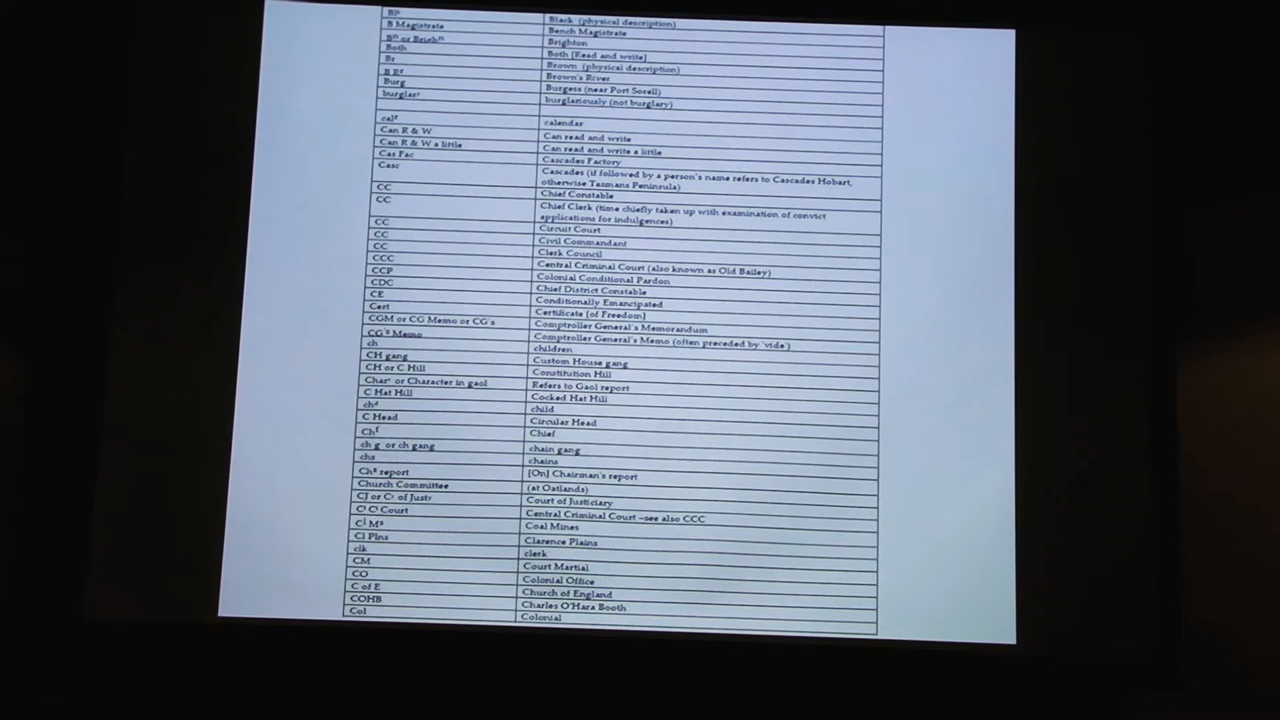 Bl Black (physical description)
B Magistrate Bench Magistrate
Bn or Brighn Brighton
Both Both [Read and write]
Br Brown (physical description)
B Rr Brown's River
Burg Burgess (near Port Sorell)
burglary burglariously (not burglary)
calr calendar
Can R & W Can read and write
Can R & W a little Can read and write a little
Cas Fac Cascades Factory
Casc Cascades (if followed by a person's name refers to Cascades Hobart,
otherwise Tasmans Peninsula)
CC Chief Constable
CC Chief Clerk (time chiefly taken up with examination of convict
applications for indulgences)
CC Circuit Court
CC Civil Commandant
CC Clerk Council
CCC Central Criminal Court (also known as Old Bailey)
CCP Colonial Conditional Pardon
CDC Chief District Constable
CE Conditionally Emancipated
Cert Certificate [of Freedom]
CGM or CG Memo or CG's Comptroller General's Memorandum
CG's Memo Comptroller General's Memo (often preceded by 'vide')
ch children
CH gang Custom House gang
CH or C Hill Constitution Hill
Charr or Character in gaol Refers to Gaol report
C Hat Hill Cocked Hat Hill
chd child
C Head Circular Head
Chf Chief
ch g or ch gang chain gang
chs chains
Chs report [On] Chairman's report
Church Committee (at Oatlands)
CJ or Ct of Justr Court of Justiciary
Cl O Court Central Criminal Court –see also CCC
Cl Ms Coal Mines
Cl Plns Clarence Plains
clk clerk
CM Court Martial
CO Colonial Office
C of E Church of England
COHB Charles O'Hara Booth
Col Colonial